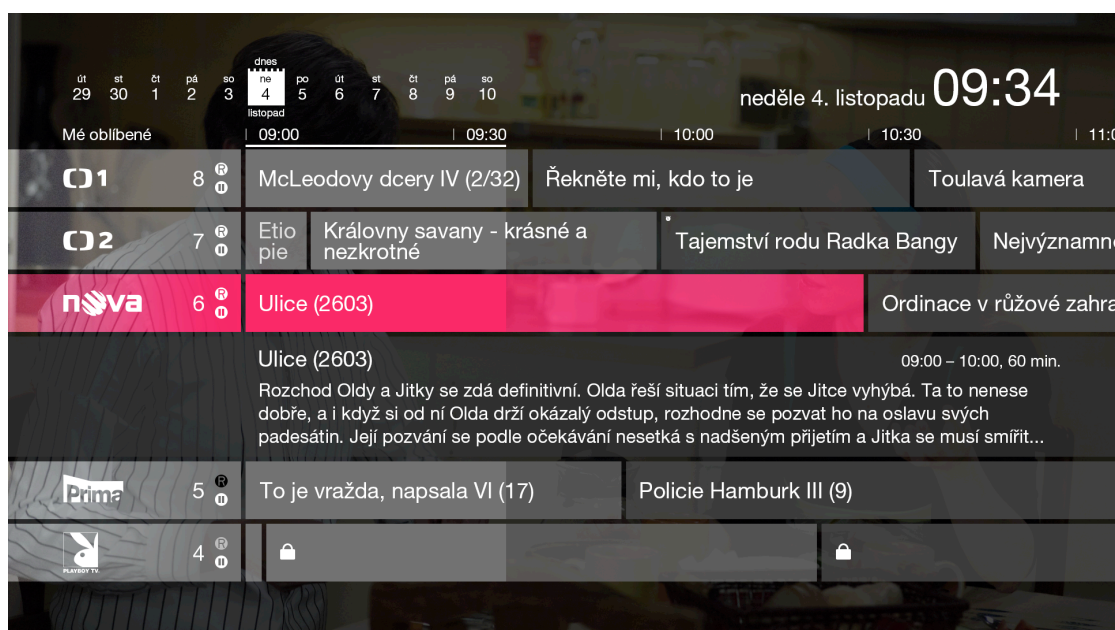 dnes
út st čt pá so ne po út st čt pá so
29 30 1 2 3 4 5 6 7 8 9 10
listopad
neděle 4. listopadu 09:34
Mé oblíbené 09:00 09:30 10:00 10:30
1 8 R McLeodovy dcery IV (2/32) Řekněte mi, kdo to je Toulavá kamera
2 7 R Etio
pie Královny savany - krásné a
nezkrotné Tajemství rodu Radka Bangy Nejvýznamn
nova 6 R Ulice (2603) Ordinace v růžové zahra
Ulice (2603) 09:00 – 10:00, 60 min.
Rozchod Oldy a Jitky se zdá definitivní. Olda řeší situaci tím, že se Jitce vyhýbá. Ta to nenese
dobře, a i když si od ní Olda drží okázalý odstup, rozhodne se pozvat ho na oslavu svých
padesátin. Její pozvání se podle očekávání nesetká s nadšeným přijetím a Jitka se musí smířit...
Prima 5 R To je vražda, napsala VI (17) Policie Hamburk III (9)
PLAYBOY TV. 4 R